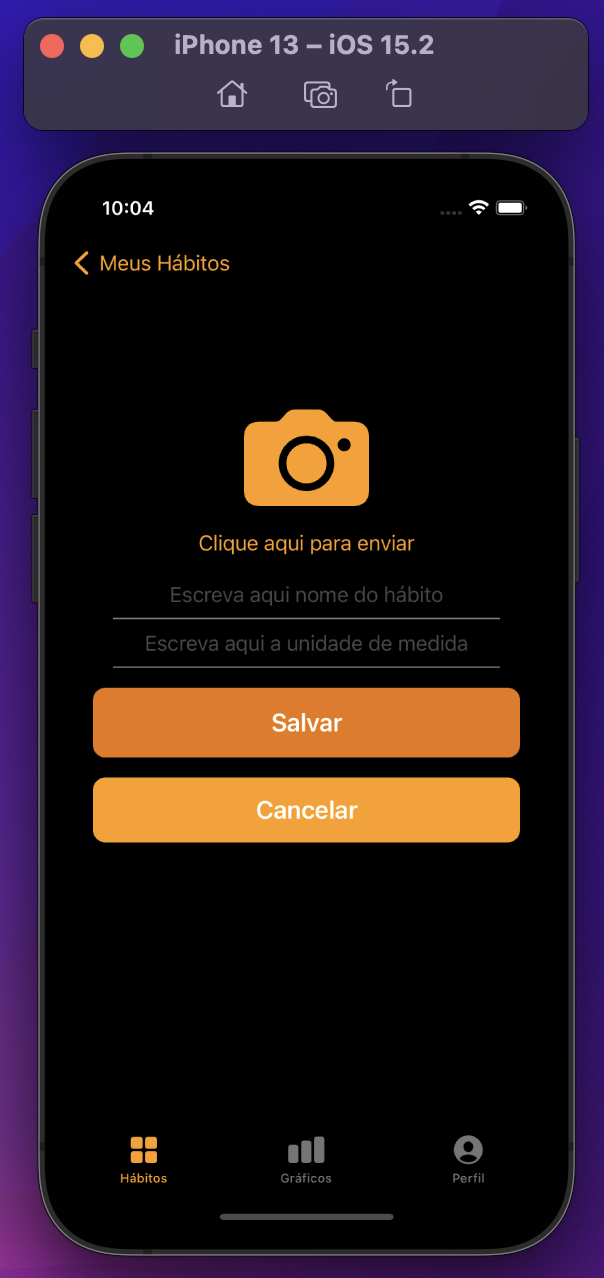 iPhone 13 – iOS 15.2
10:04
Meus Hábitos
Clique aqui para enviar
Escreva aqui nome do hábito
Escreva aqui a unidade de medida
Salvar
Cancelar
Hábitos
Gráficos
Perfil